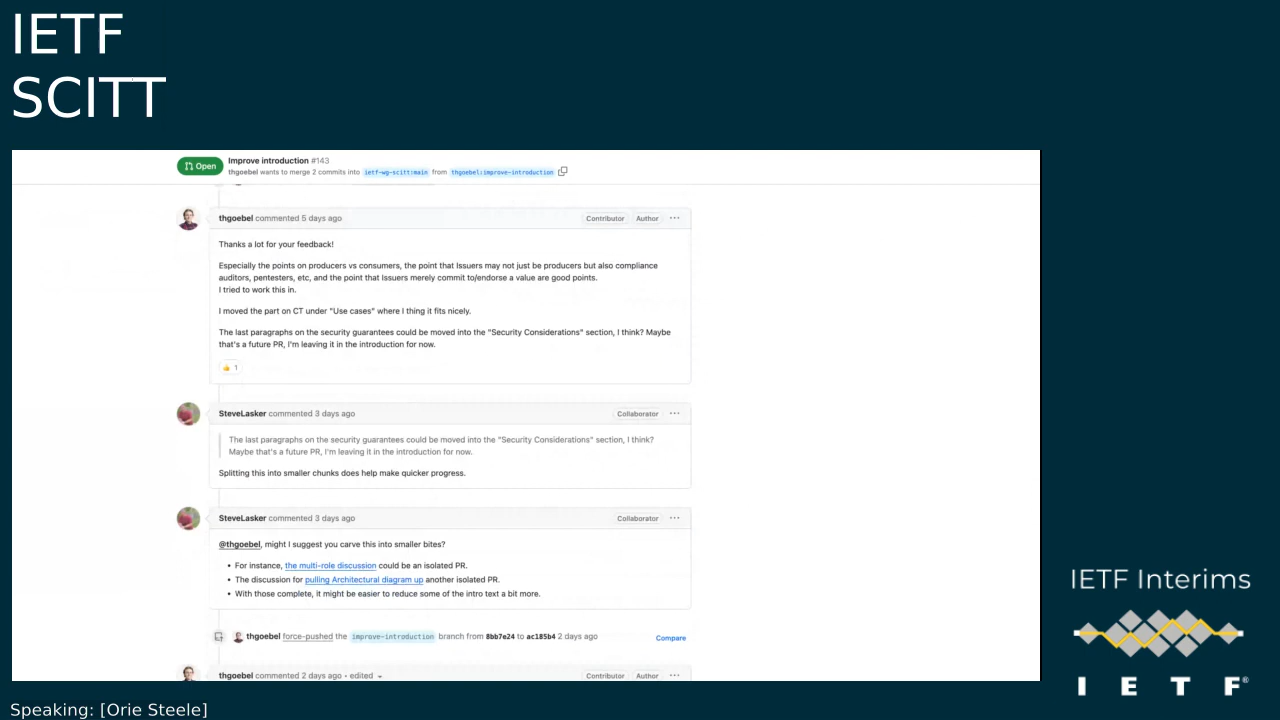 IETF
SCITT
Open
Improve introduction #143
thgoebel wants to merge 2 commits into ietf-wg-scitt:main from thgoebel:improve-introduction
thgoebel commented 5 days ago
Contributor Author ...
Thanks a lot for your feedback!
Especially the points on producers vs consumers, the point that Issuers may not just be producers but also compliance
auditors, pentesters, etc, and the point that Issuers merely commit to/endorse a value are good points.
I tried to work this in.
I moved the part on CT under "Use cases" where I thing it fits nicely.
The last paragraphs on the security guarantees could be moved into the "Security Considerations" section, I think? Maybe
that's a future PR, I'm leaving it in the introduction for now.
👍 1
SteveLasker commented 3 days ago
Collaborator ...
The last paragraphs on the security guarantees could be moved into the "Security Considerations" section, I think?
Maybe that's a future PR, I'm leaving it in the introduction for now.
Splitting this into smaller chunks does help make quicker progress.
SteveLasker commented 3 days ago
Collaborator ...
@thgoebel, might I suggest you carve this into smaller bites?
• For instance, the multi-role discussion could be an isolated PR.
• The discussion for pulling Architectural diagram up another isolated PR.
• With those complete, it might be easier to reduce some of the intro text a bit more.
thgoebel force-pushed the improve-introduction branch from 8bb7e24 to ac185b4 2 days ago
Compare
thgoebel commented 2 days ago • edited
Contributor Author ...
IETF Interims
I E T F®
Speaking: [Orie Steele]